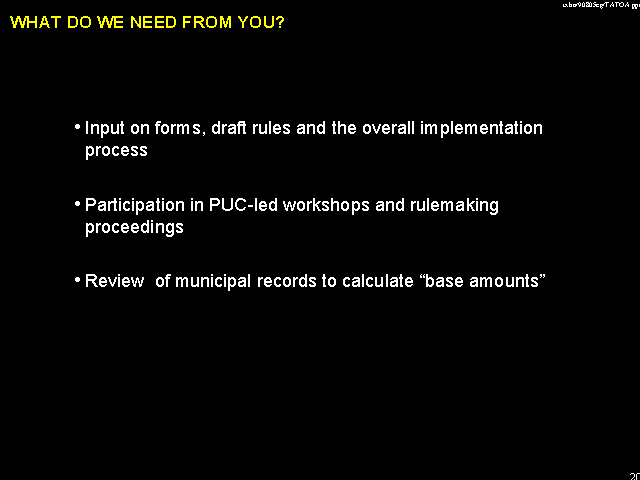 WHAT DO WE NEED FROM YOU?
• Input on forms, draft rules and the overall implementation
process
• Participation in PUC-led workshops and rulemaking
proceedings
• Review of municipal records to calculate “base amounts”
20